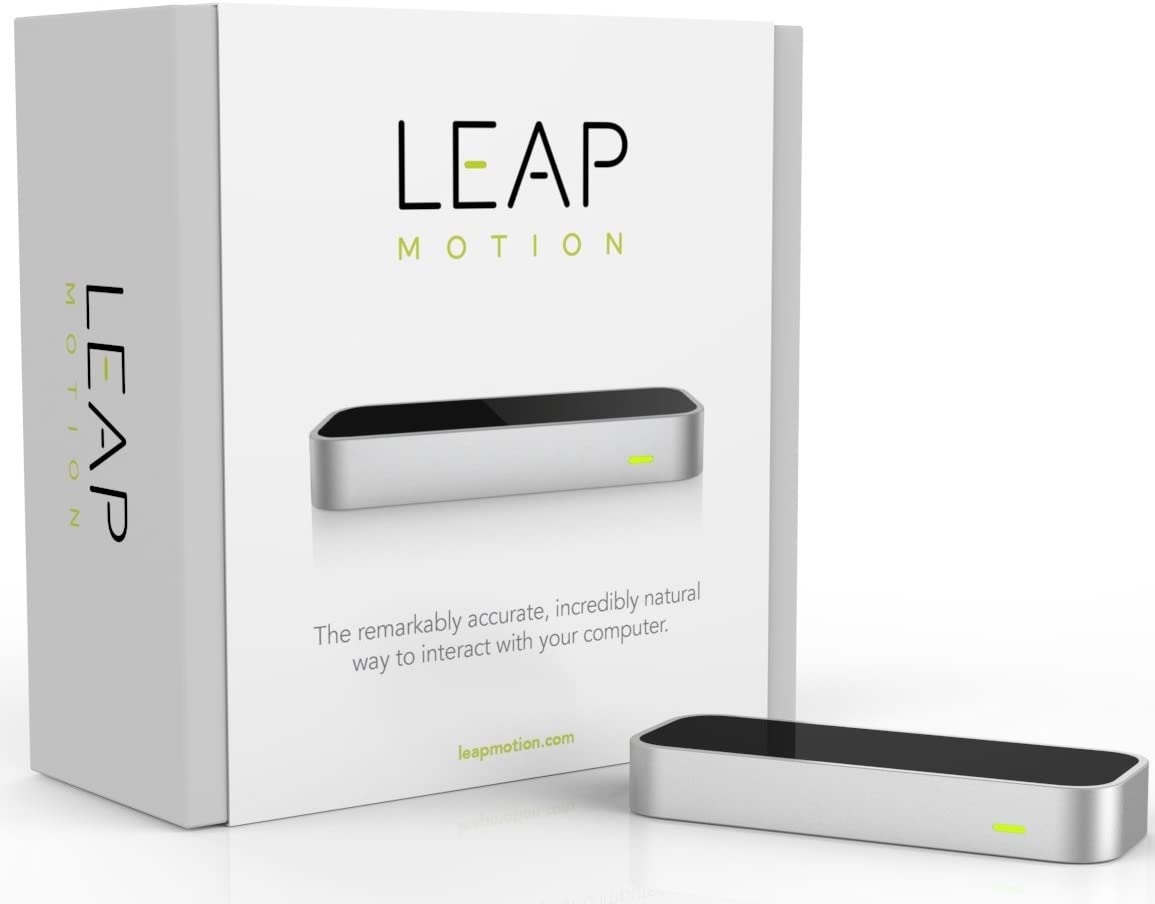 LEAP
MOTION
LEAP
MOTION
The remarkably accurate, incredibly natural
way to interact with your computer.
leapmotion.com